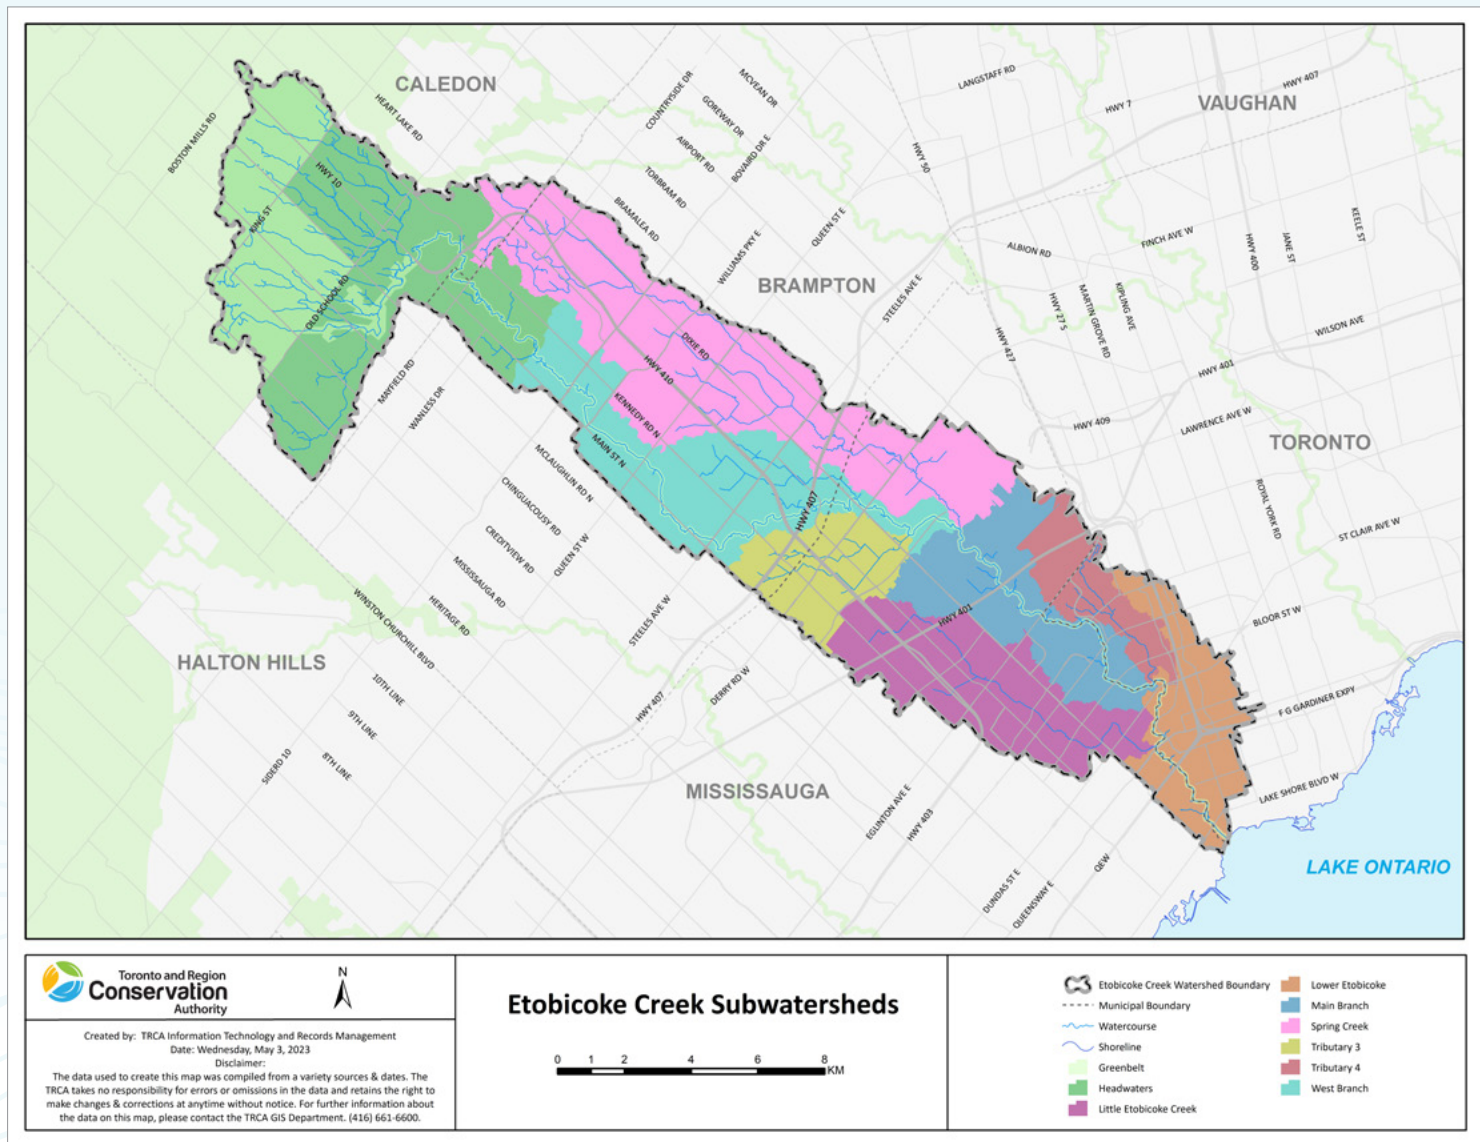 CALEDON
VAUGHAN
BRAMPTON
TORONTO
HALTON HILLS
MISSISSAUGA
LAKE ONTARIO
BOSTON MILLS RD
HEART LAKE RD
HWY 10
KING ST
OLD SCHOOL RD
MAYFIELD RD
WANLESS DR
COUNTRYSIDE DR
MCVEAN DR
GOREWAY DR
AIRPORT RD
BOVAIRD DR E
TORBRAM RD
BRAMALEA RD
WILLIAMS PKY E
QUEEN ST E
STEELES AVE E
LANGSTAFF RD
HWY 7
HWY 407
HWY 50
ALBION RD
FINCH AVE W
HWY 400
JANE ST
KEELE ST
HWY 27 S
MARTIN GROVE RD
KIPLING AVE
HWY 427
WILSON AVE
HWY 401
HWY 409
LAWRENCE AVE W
ROYAL YORK RD
ST CLAIR AVE W
BLOOR ST W
F G GARDINER EXPY
LAKE SHORE BLVD W
DIXIE RD
HWY 410
KENNEDY RD N
MAIN ST N
MCLAUGHLIN RD N
CHINGUACOUSY RD
CREDITVIEW RD
QUEEN ST W
MISSISSAUGA RD
HERITAGE RD
WINSTON CHURCHILL BLVD
10TH LINE
9TH LINE
8TH LINE
SIDERD 10
STEELES AVE W
HWY 407
HWY 407
DERRY RD W
HWY 401
EGLINTON AVE E
HWY 403
DUNDAS ST E
QUEENSWAY E
QEW
Toronto and Region
Conservation
Authority
N
Created by: TRCA Information Technology and Records Management
Date: Wednesday, May 3, 2023
Disclaimer:
The data used to create this map was compiled from a variety sources & dates. The
TRCA takes no responsibility for errors or omissions in the data and retains the right to
make changes & corrections at anytime without notice. For further information about
the data on this map, please contact the TRCA GIS Department. (416) 661-6600.
Etobicoke Creek Subwatersheds
0 1 2 4 6 8
KM
Etobicoke Creek Watershed Boundary
Municipal Boundary
Watercourse
Shoreline
Greenbelt
Headwaters
Little Etobicoke Creek
Lower Etobicoke
Main Branch
Spring Creek
Tributary 3
Tributary 4
West Branch